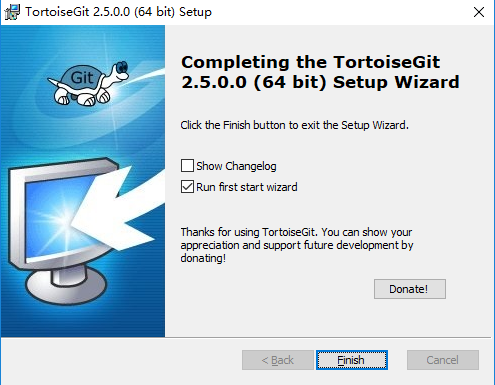 TortoiseGit 2.5.0.0 (64 bit) Setup
Git
Completing the TortoiseGit
2.5.0.0 (64 bit) Setup Wizard
Click the Finish button to exit the Setup Wizard.
Show Changelog
Run first start wizard
Thanks for using TortoiseGit. You can show your
appreciation and support future development by
donating!
Donate!
< Back
Finish
Cancel